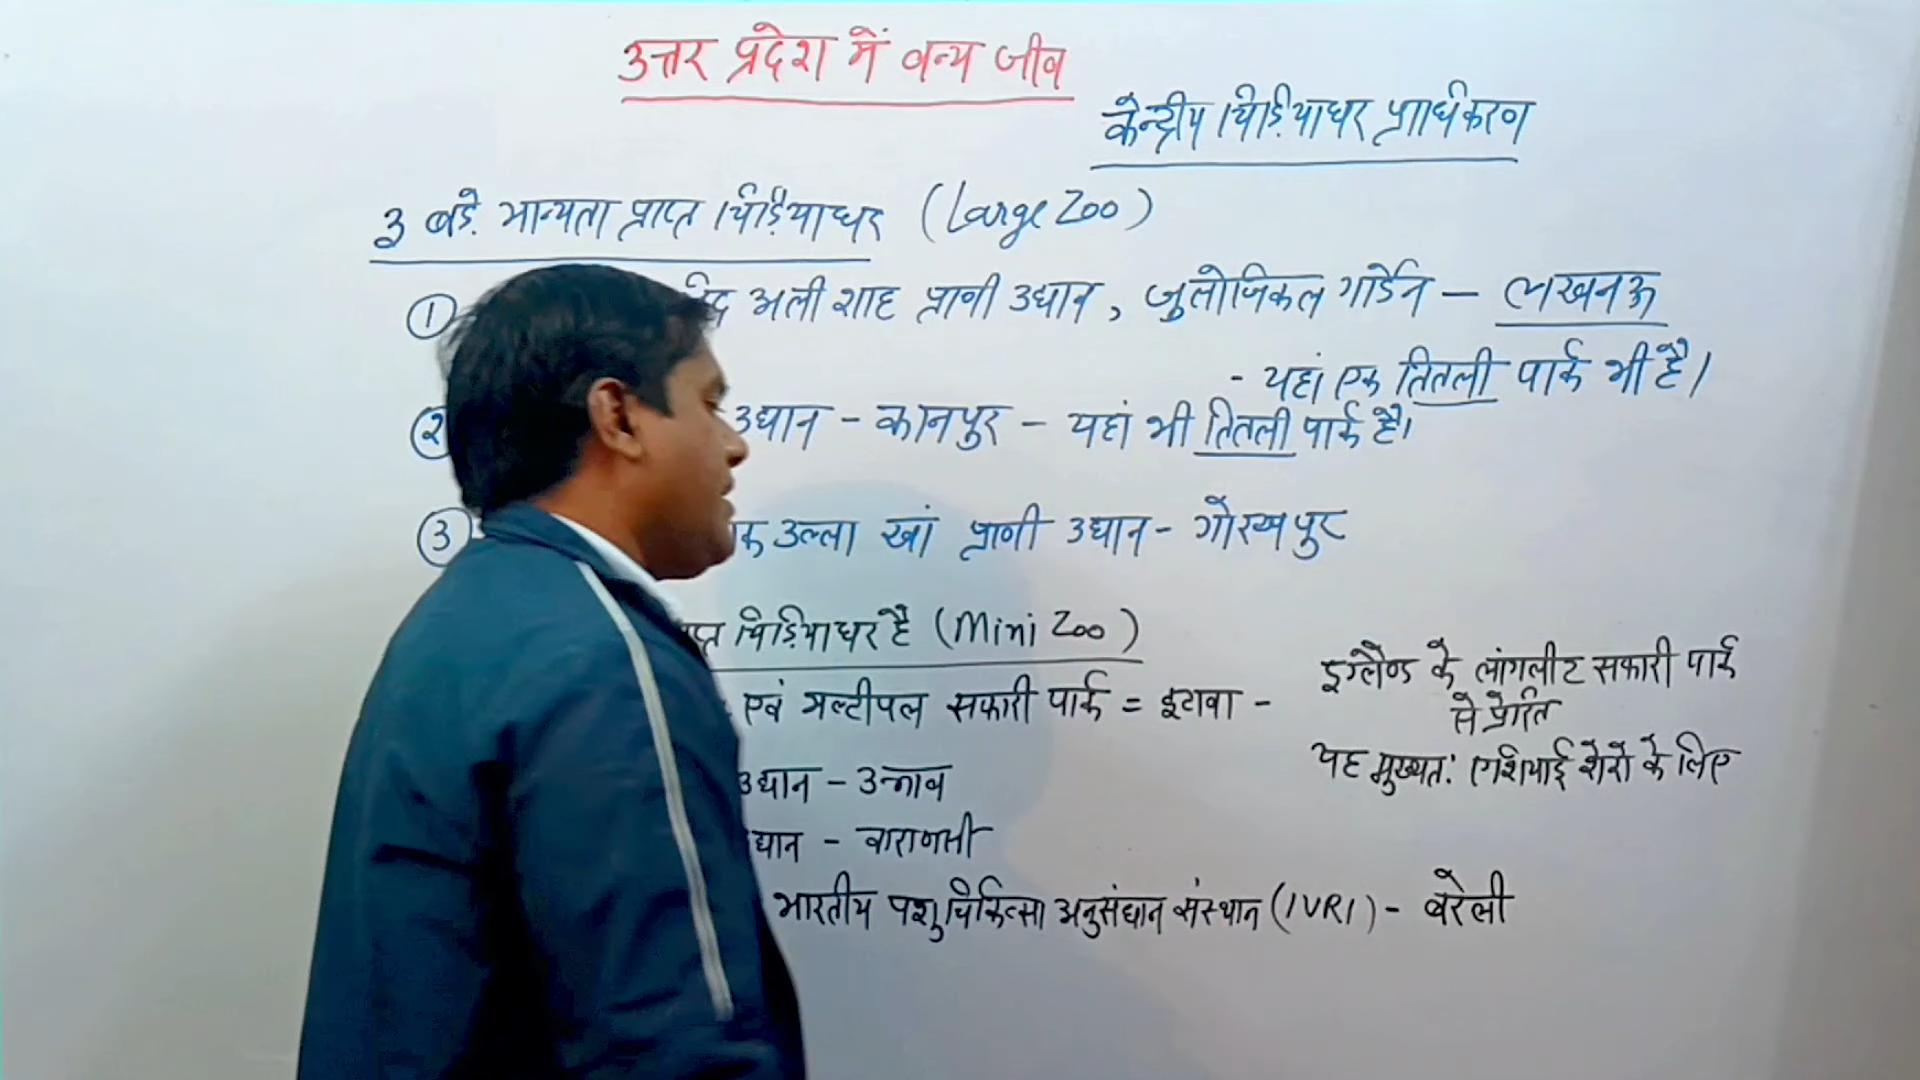 उत्तर प्रदेश में वन्य जीव
केन्द्रीय चिड़ियाघर प्राधिकरण
3 बड़े मान्यता प्राप्त चिड़ियाघर (Large Zoo)
① अली शाह प्राणी उद्यान, जुलोजिकल गार्डन – लखनऊ
- यहां एक तितली पार्क भी है।
② उद्यान - कानपुर - यहां भी तितली पार्क है।
③ उल्ला खां प्राणी उद्यान - गोरखपुर
चिड़ियाघर है (Mini Zoo)
एवं मल्टीपल सफारी पार्क = इटावा -
इंग्लैण्ड के लांगलीट सफारी पार्क
से प्रेरित
यह मुख्यत: एशियाई शेरो के लिए
उद्यान - उन्नाव
द्यान - वाराणसी
भारतीय पशु चिकित्सा अनुसंधान संस्थान (IVRI) - बरेली